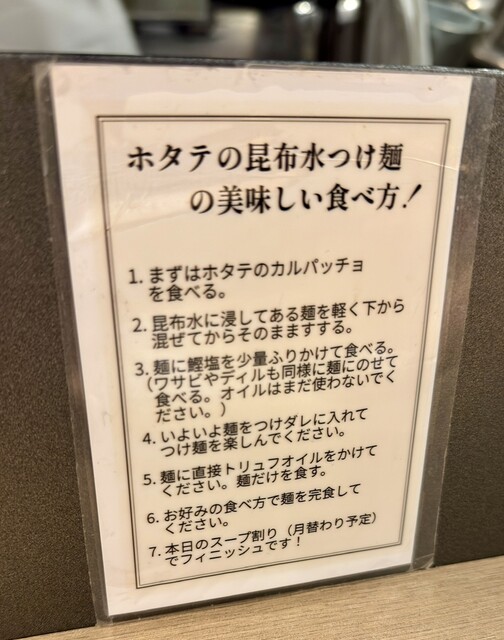 ホタテの昆布水つけ麺
の美味しい食べ方!
1. まずはホタテのカルパッチョ
を食べる。
2. 昆布水に浸してある麺を軽く下から
混ぜてからそのまますする。
3. 麺に鰹塩を少量ふりかけて食べる。
(ワサビやディルも同様に麺にのせて
食べる。オイルはまだ使わないでく
ださい。)
4. いよいよ麺をつけダレに入れて
つけ麺を楽しんでください。
5. 麺に直接トリュフオイルをかけて
ください。麺だけを食す。
6. お好みの食べ方で麺を完食して
ください。
7. 本日のスープ割り(月替わり予定)
でフィニッシュです!